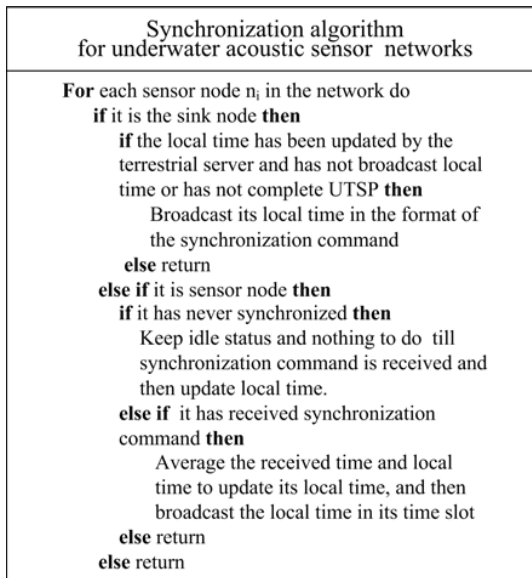 Synchronization algorithm
for underwater acoustic sensor networks
For each sensor node nᵢ in the network do
if it is the sink node then
if the local time has been updated by the
terrestrial server and has not broadcast local
time or has not complete UTSP then
Broadcast its local time in the format of
the synchronization command
else return
else if it is sensor node then
if it has never synchronized then
Keep idle status and nothing to do till
synchronization command is received and
then update local time.
else if it has received synchronization
command then
Average the received time and local
time to update its local time, and then
broadcast the local time in its time slot
else return
else return